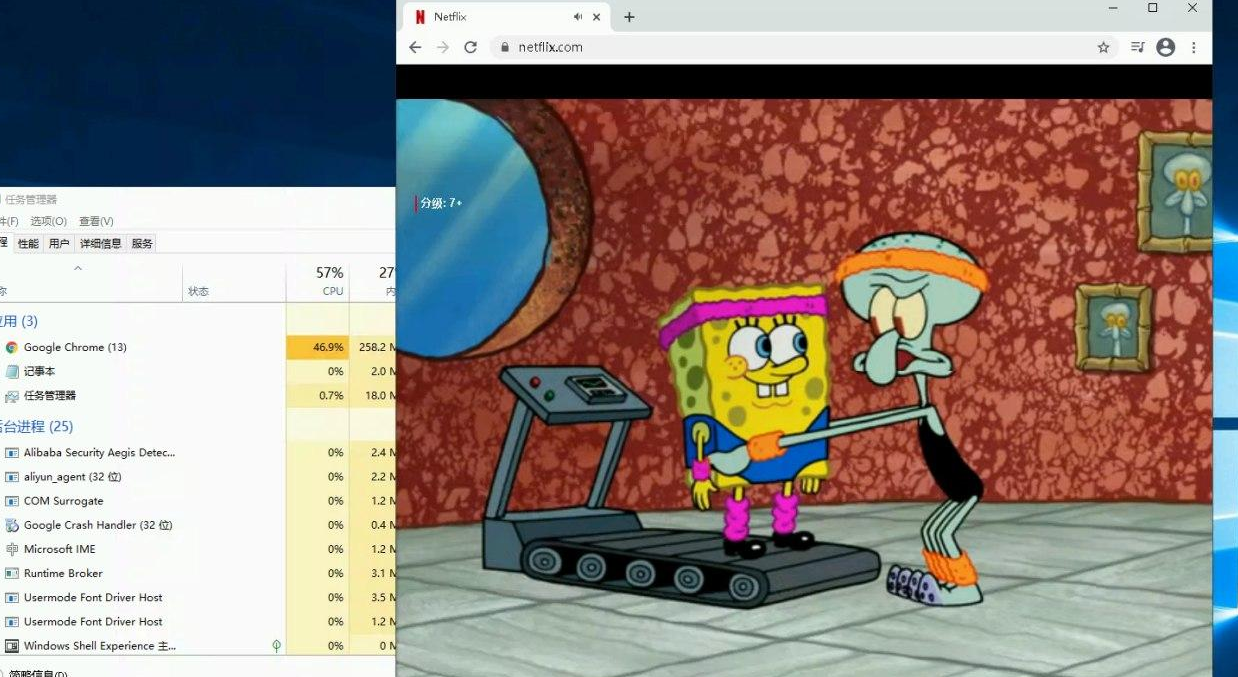 Netflix
netflix.com
分级: 7+
任务管理器
件(F) 选项(O) 查看(V)
程 性能 用户 详细信息 服务
57% 27
状态 CPU 内
应用 (3)
Google Chrome (13) 46.9% 258.2 M
记事本 0% 2.0 M
任务管理器 0.7% 18.0 M
后台进程 (25)
Alibaba Security Aegis Detec... 0% 2.4 M
aliyun_agent (32 位) 0% 2.2 M
COM Surrogate 0% 1.2 M
Google Crash Handler (32 位) 0% 0.4 M
Microsoft IME 0% 1.2 M
Runtime Broker 0% 3.1 M
Usermode Font Driver Host 0% 3.5 M
Usermode Font Driver Host 0% 1.2 M
Windows Shell Experience 主... 0% 0 M
简略信息(D)